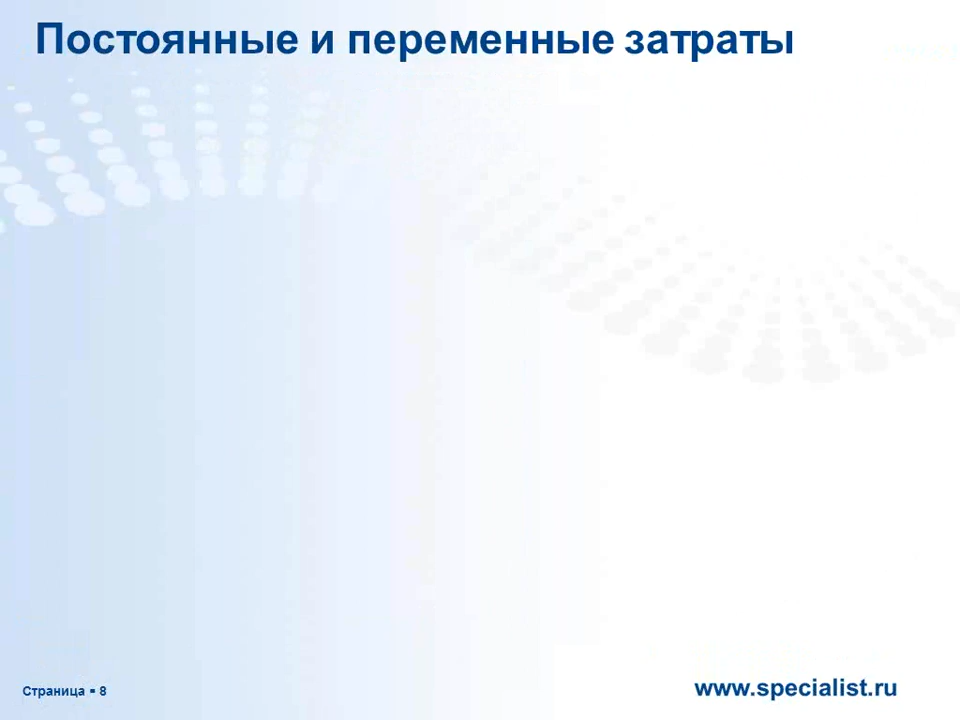 Постоянные и переменные затраты
Страница ▪ 8
www.specialist.ru